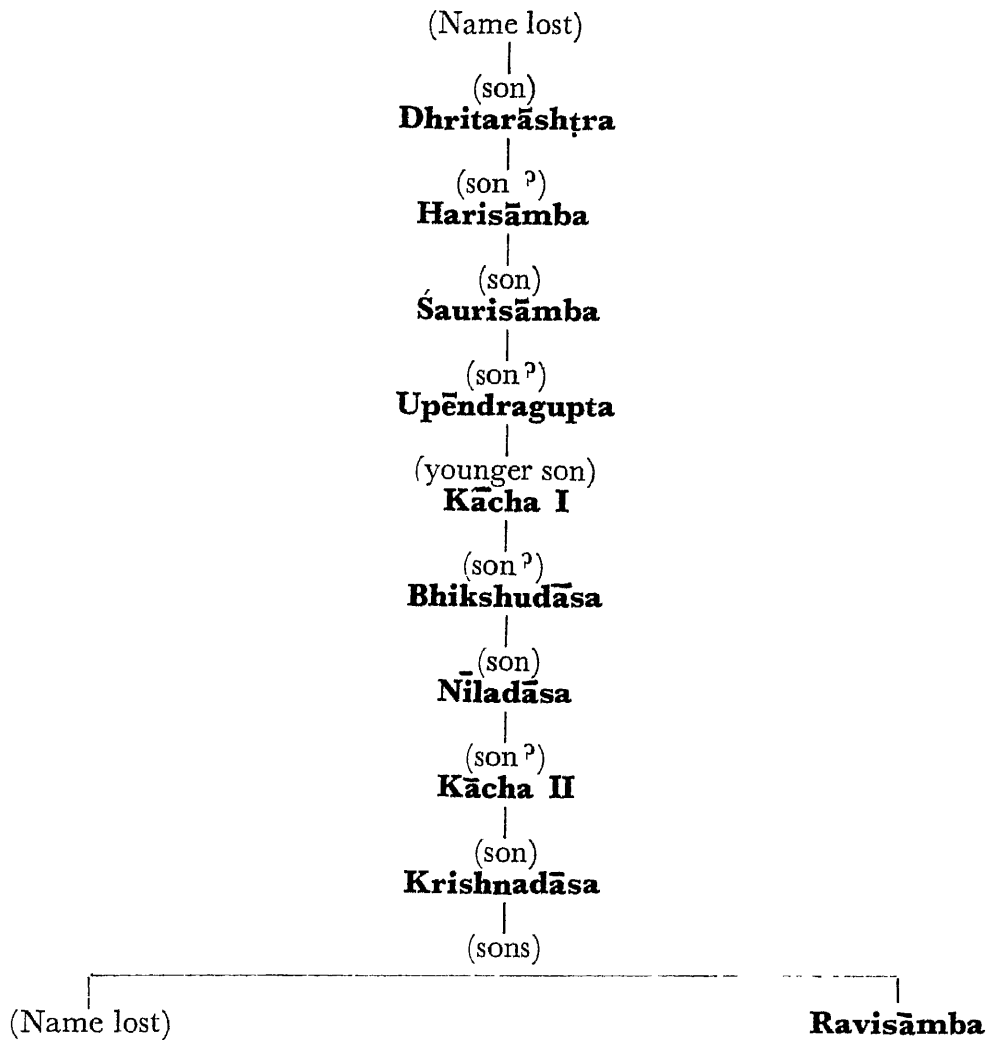 (Name lost)
(son)
Dhritarāshṭra
(son ?)
Harisāmba
(son)
Śaurisāmba
(son?)
Upēndragupta
(younger son)
Kācha I
(son?)
Bhikshudāsa
(son)
Nīladāsa
(son?)
Kācha II
(son)
Krishnadāsa
(sons)
(Name lost) Ravisāmba